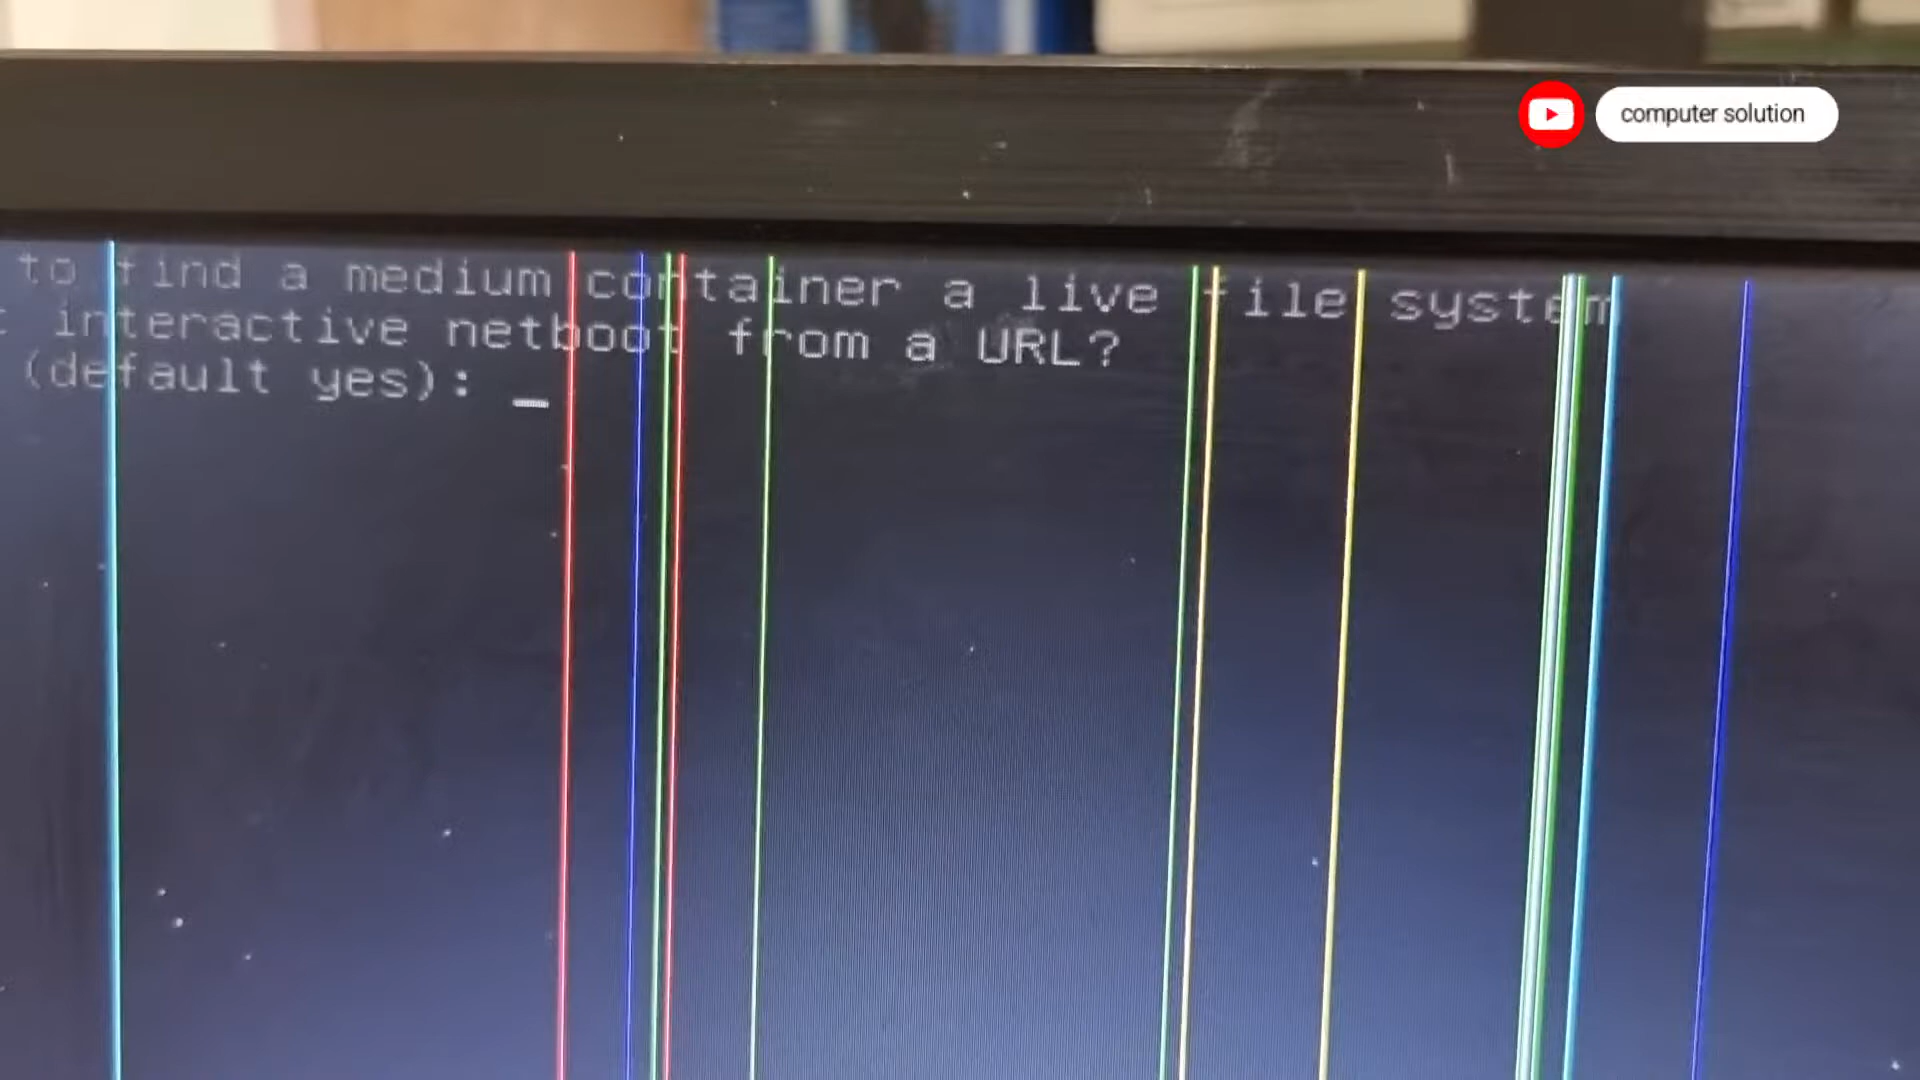 computer solution
to find a medium container a live file system
interactive netboot from a URL?
(default yes): _